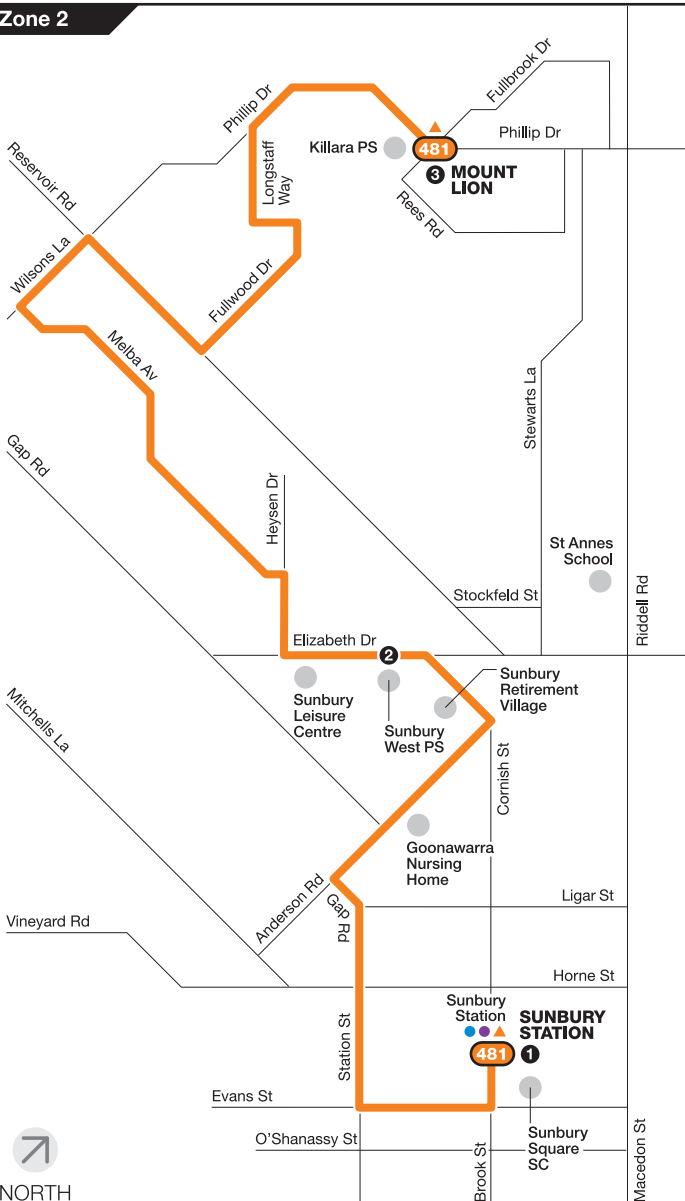 Zone 2
Fullbrook Dr
Phillip Dr
Phillip Dr
Killara PS
481
3 MOUNT
LION
Reservoir Rd
Longstaff
Way
Rees Rd
Wilsons La
Fullwood Dr
Melba Av
Stewarts La
Gap Rd
Heysen Dr
St Annes
School
Stockfeld St
Riddell Rd
Elizabeth Dr
2
Sunbury
Leisure
Centre
Sunbury
West PS
Sunbury
Retirement
Village
Mitchells La
Cornish St
Goonawarra
Nursing
Home
Anderson Rd
Gap Rd
Ligar St
Vineyard Rd
Horne St
Sunbury
Station
SUNBURY
STATION
481 1
Station St
Evans St
O'Shanassy St
Brook St
Sunbury
Square
SC
Macedon St
NORTH